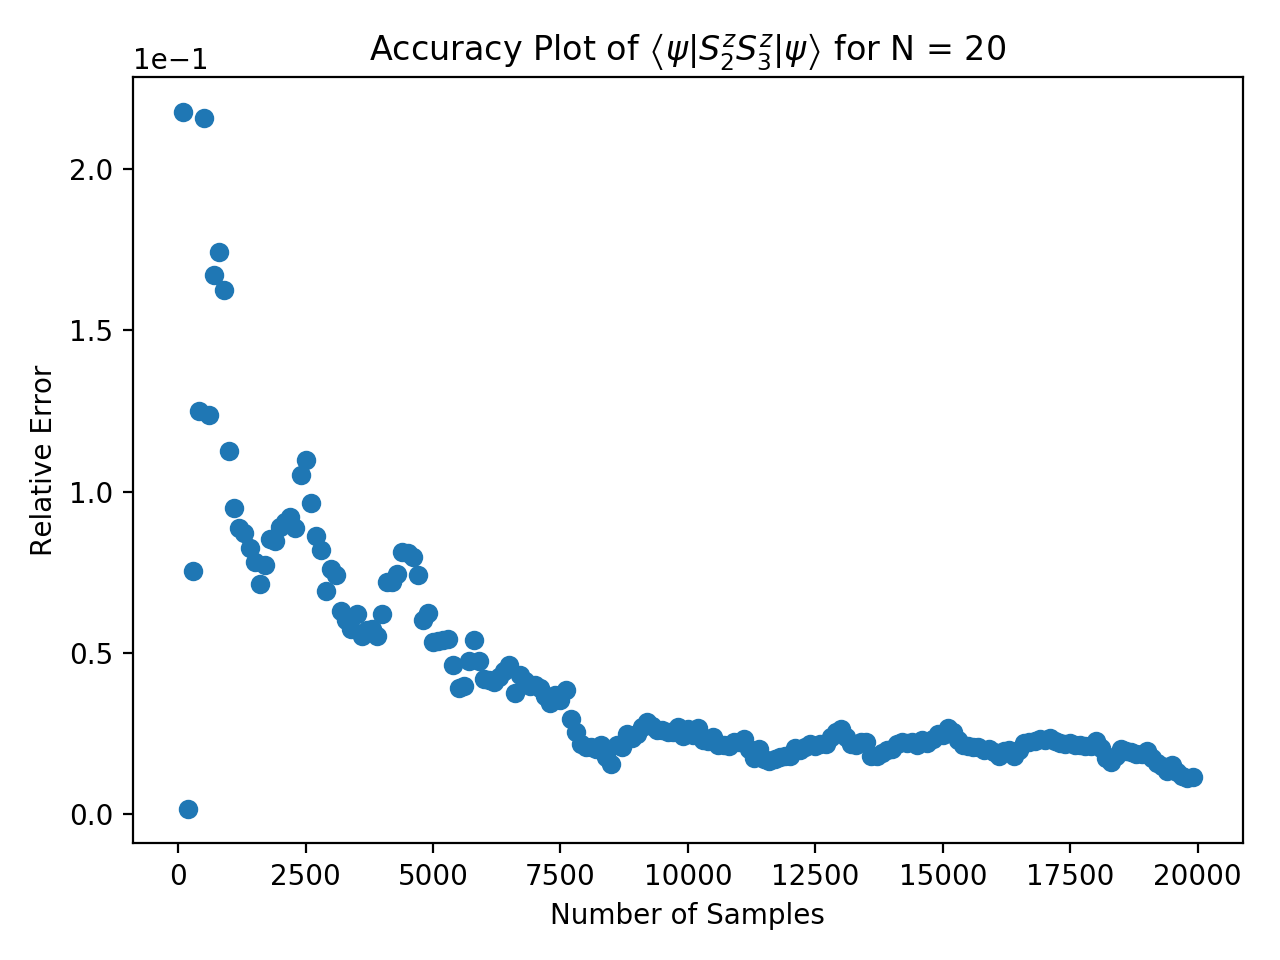 Accuracy Plot of ⟨ψ|S₂ᶻS₃ᶻ|ψ⟩ for N = 20
1e−1
2.0
1.5
1.0
0.5
0.0
Relative Error
0 2500 5000 7500 10000 12500 15000 17500 20000
Number of Samples